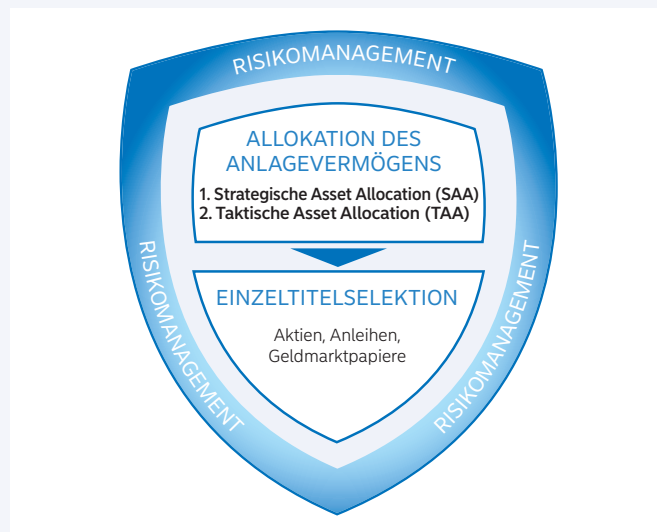 RISIKOMANAGEMENT
ALLOKATION DES
ANLAGEVERMÖGENS
1. Strategische Asset Allocation (SAA)
2. Taktische Asset Allocation (TAA)
EINZELTITELSELEKTION
Aktien, Anleihen,
Geldmarktpapiere
RISIKOMANAGEMENT
RISIKOMANAGEMENT